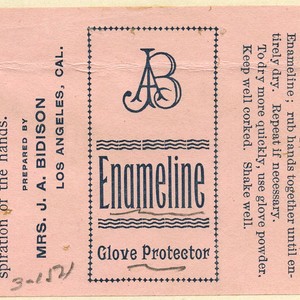 spiration of the hands.
PREPARED BY
MRS. J. A. BIDISON
LOS ANGELES, CAL.
JAB
Enameline
Glove Protector
Enameline; rub hands together until en-
tirely dry. Repeat if necessary.
To dry more quickly, use glove powder.
Keep well corked. Shake well.